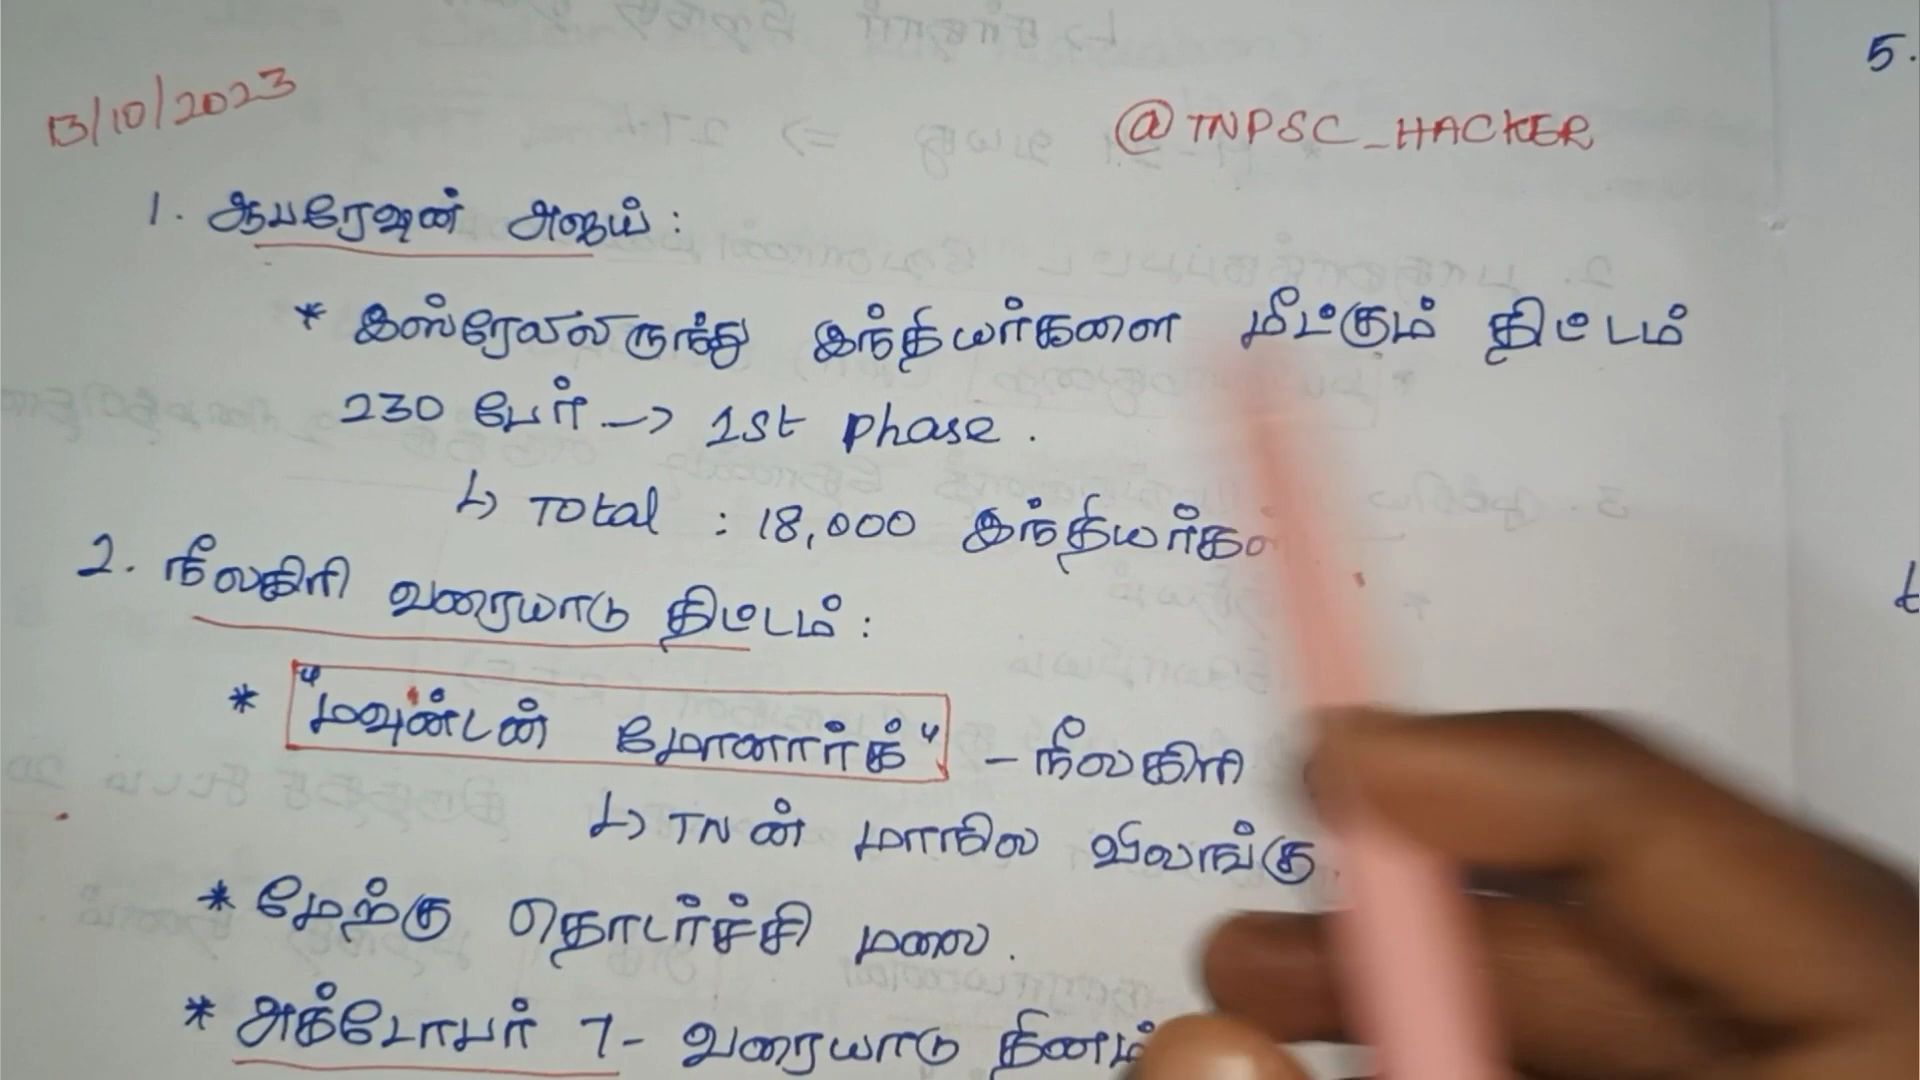 13/10/2023
@TNPSC_HACKER
1. ஆபரேஷன் அஜய் :
* இஸ்ரேலிலிருந்து இந்தியர்களை மீட்கும் திட்டம்
230 பேர் -> 1st phase.
↳ Total : 18,000 இந்தியர்கள்
2. நீலகிரி வரையாடு திட்டம் :
* "மவுன்டன் மோனார்க்" - நீலகிரி
↳ TN ன் மாநில விலங்கு.
* மேற்கு தொடர்ச்சி மலை.
* அக்டோபர் 7 - வரையாடு தினம்
5.